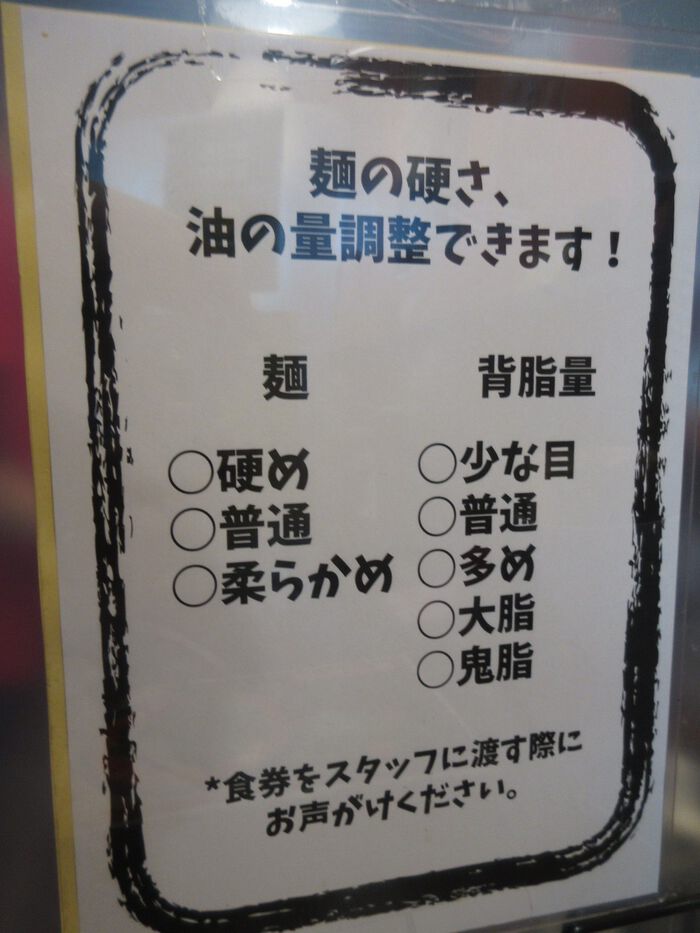 麺の硬さ、
油の量調整できます！
麺
○硬め
○普通
○柔らかめ
背脂量
○少な目
○普通
○多め
○大脂
○鬼脂
*食券をスタッフに渡す際に
お声がけください。